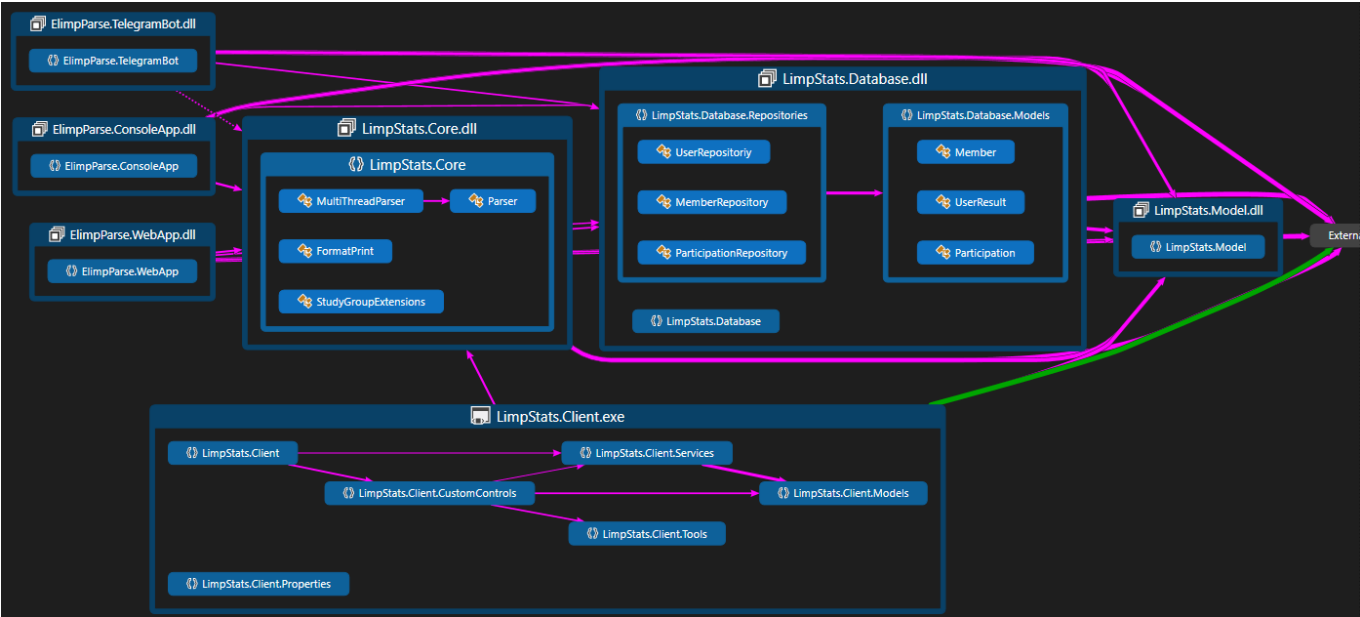 ElimpParse.TelegramBot.dll
ElimpParse.TelegramBot
ElimpParse.ConsoleApp.dll
ElimpParse.ConsoleApp
ElimpParse.WebApp.dll
ElimpParse.WebApp
LimpStats.Core.dll
LimpStats.Core
MultiThreadParser
Parser
FormatPrint
StudyGroupExtensions
LimpStats.Database.dll
LimpStats.Database.Repositories
UserRepositoriy
MemberRepository
ParticipationRepository
LimpStats.Database.Models
Member
UserResult
Participation
LimpStats.Database
LimpStats.Model.dll
LimpStats.Model
Externa
LimpStats.Client.exe
LimpStats.Client
LimpStats.Client.Services
LimpStats.Client.CustomControls
LimpStats.Client.Models
LimpStats.Client.Tools
LimpStats.Client.Properties